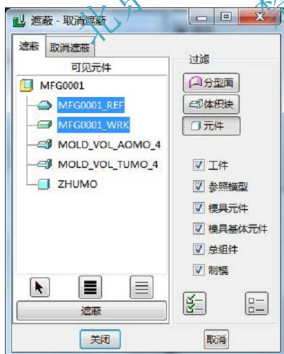 遮蔽 - 取消遮蔽
遮蔽 取消遮蔽
可见元件
MFG0001
MFG0001_REF
MFG0001_WRK
MOLD_VOL_AOMO_4
MOLD_VOL_TUMO_4
ZHUMO
遮蔽
过滤
分型面
体积块
元件
工件
参照模型
模具元件
模具基体元件
总组件
制模
关闭 取消